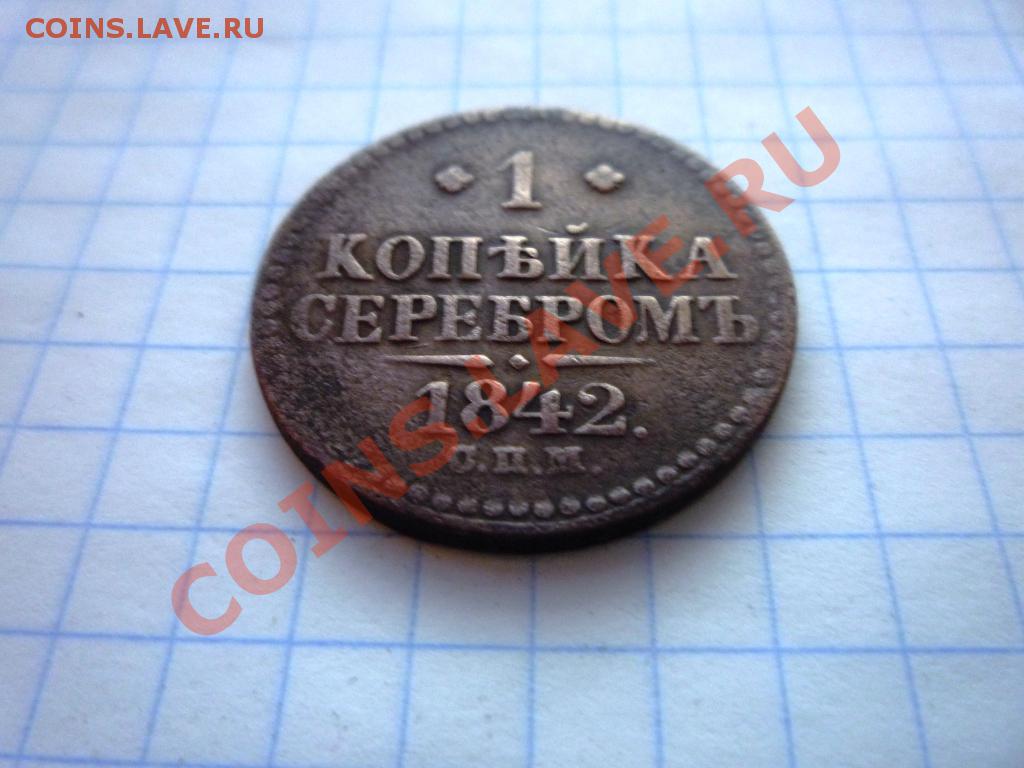 COINS.LAVE.RU
1
КОПѢЙКА
СЕРЕБРОМЪ
1842.
С.П.М.
COINS.LAVE.RU